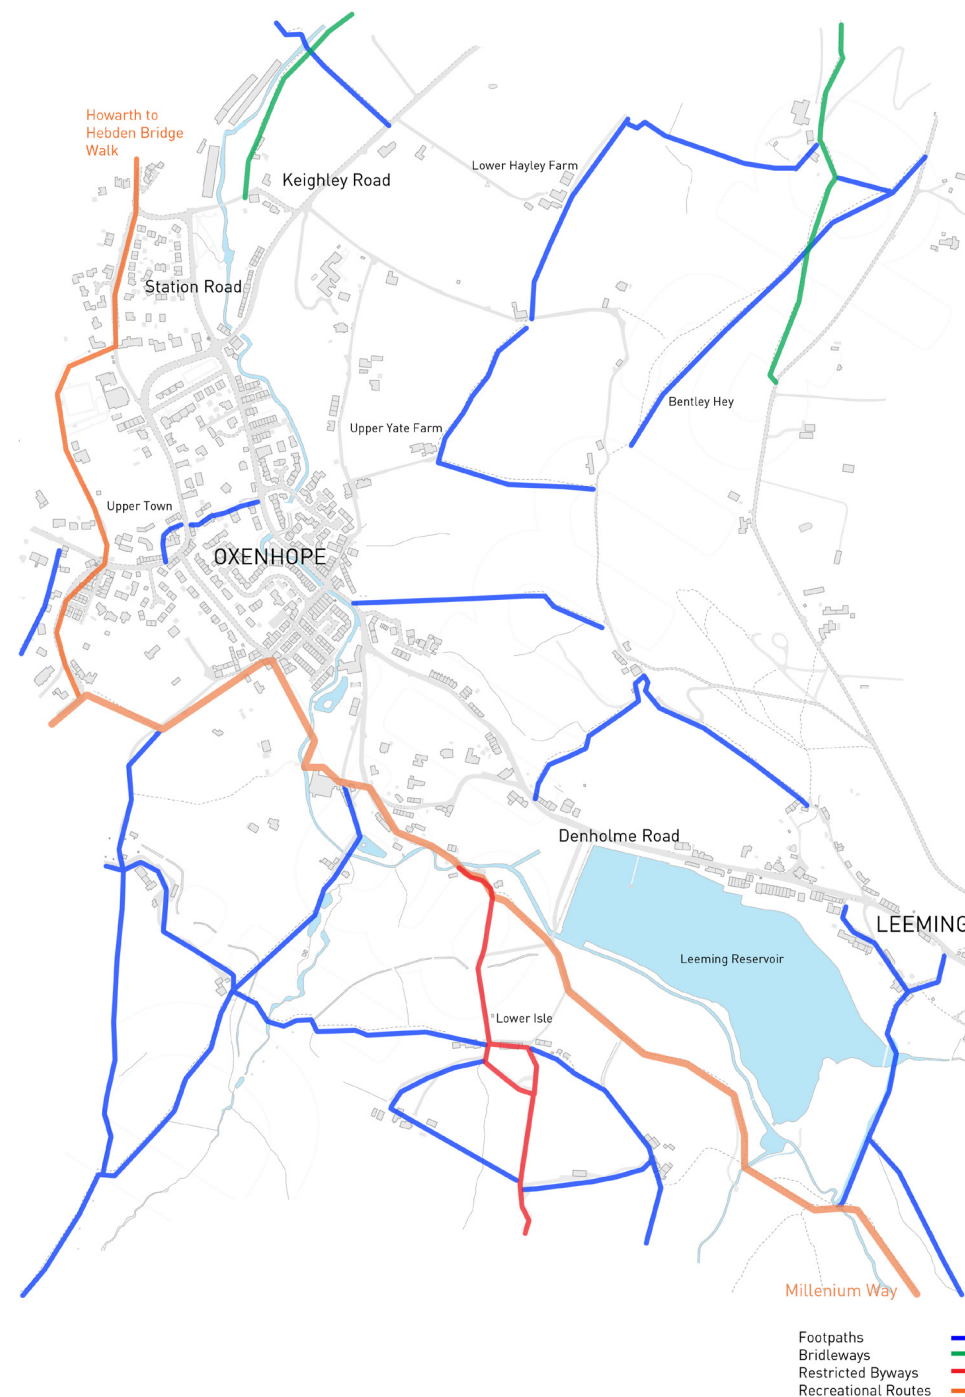 Howarth to
Hebden Bridge
Walk
Lower Hayley Farm
Keighley Road
Station Road
Bentley Hey
Upper Yate Farm
Upper Town
OXENHOPE
Denholme Road
LEEMING
Leeming Reservoir
Lower Isle
Millenium Way
Footpaths
Bridleways
Restricted Byways
Recreational Routes